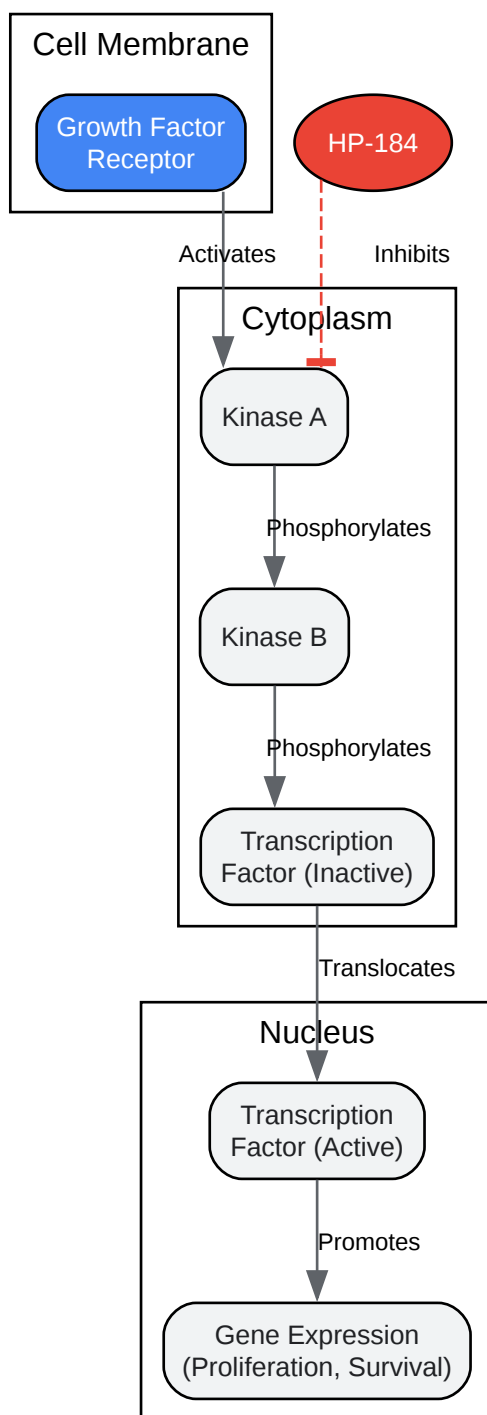 Cell Membrane
Growth Factor
Receptor
HP-184
Activates
Inhibits
Cytoplasm
Kinase A
Phosphorylates
Kinase B
Phosphorylates
Transcription
Factor (Inactive)
Translocates
Nucleus
Transcription
Factor (Active)
Promotes
Gene Expression
(Proliferation, Survival)